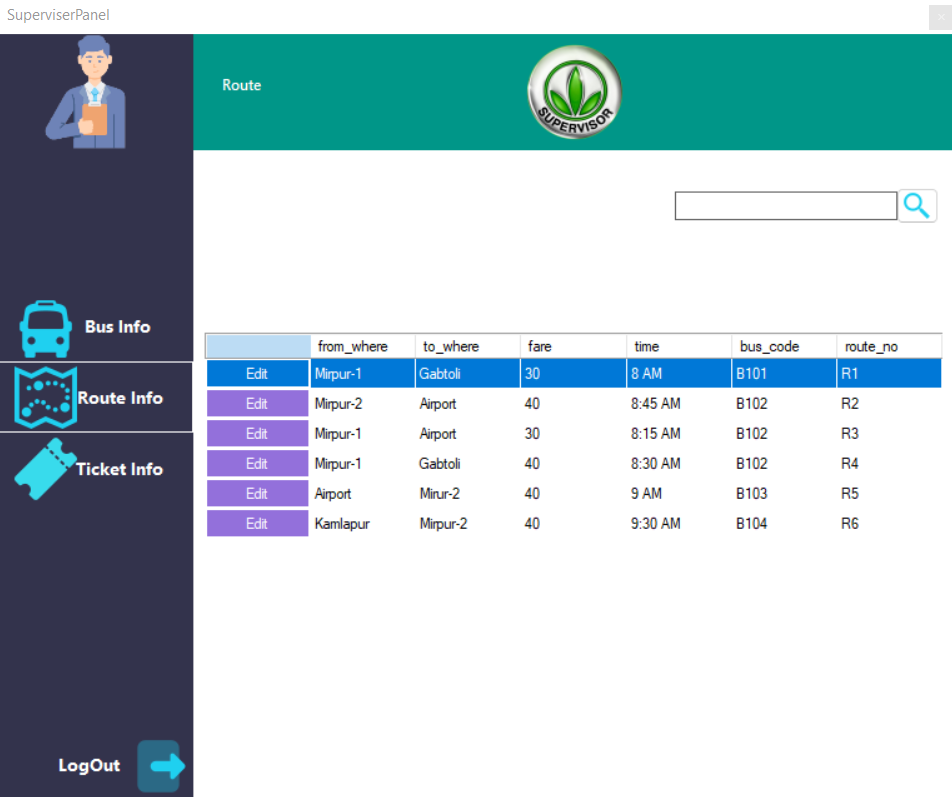 SuperviserPanel
Route
SUPERVISOR
Bus Info
Route Info
Ticket Info
LogOut
from_where to_where fare time bus_code route_no
Edit Mirpur-1 Gabtoli 30 8 AM B101 R1
Edit Mirpur-2 Airport 40 8:45 AM B102 R2
Edit Mirpur-1 Airport 30 8:15 AM B102 R3
Edit Mirpur-1 Gabtoli 40 8:30 AM B102 R4
Edit Airport Mirur-2 40 9 AM B103 R5
Edit Kamlapur Mirpur-2 40 9:30 AM B104 R6